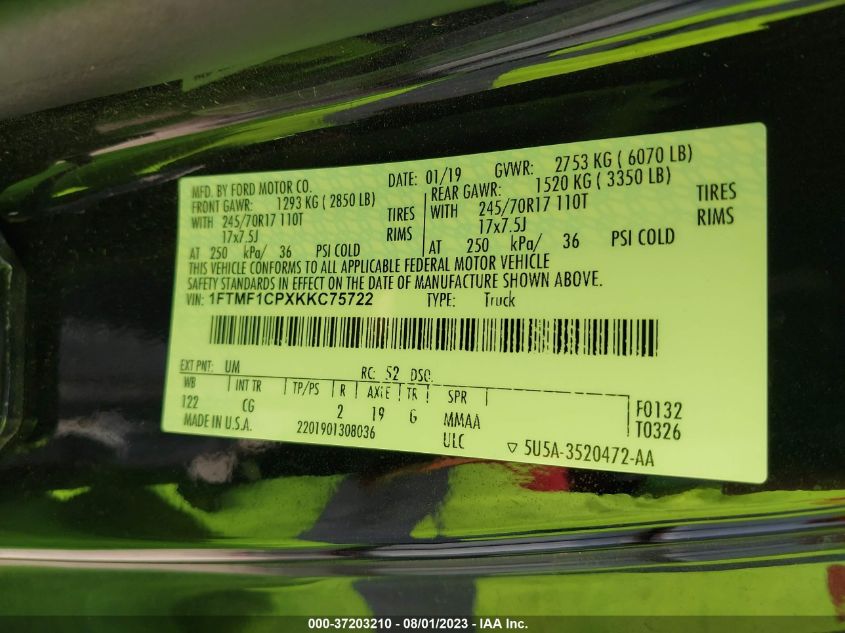 MFD. BY FORD MOTOR CO. DATE: 01/19 GVWR: 2753 KG ( 6070 LB)
FRONT GAWR: 1293 KG ( 2850 LB) REAR GAWR: 1520 KG ( 3350 LB)
WITH 245/70R17 110T TIRES WITH 245/70R17 110T TIRES
17x7.5J RIMS 17x7.5J RIMS
AT 250 kPa/ 36 PSI COLD AT 250 kPa/ 36 PSI COLD
THIS VEHICLE CONFORMS TO ALL APPLICABLE FEDERAL MOTOR VEHICLE
SAFETY STANDARDS IN EFFECT ON THE DATE OF MANUFACTURE SHOWN ABOVE.
VIN: 1FTMF1CPXKKC75722 TYPE: Truck
EXT PNT: UM RC: 52 DSO:
WB INT TR TP/PS R AXLE TR SPR
122 CG 2 19 G MMAA F0132
MADE IN U.S.A. 2201901308036 ULC T0326
▽ 5U5A-3520472-AA
000-37203210 - 08/01/2023 - IAA Inc.